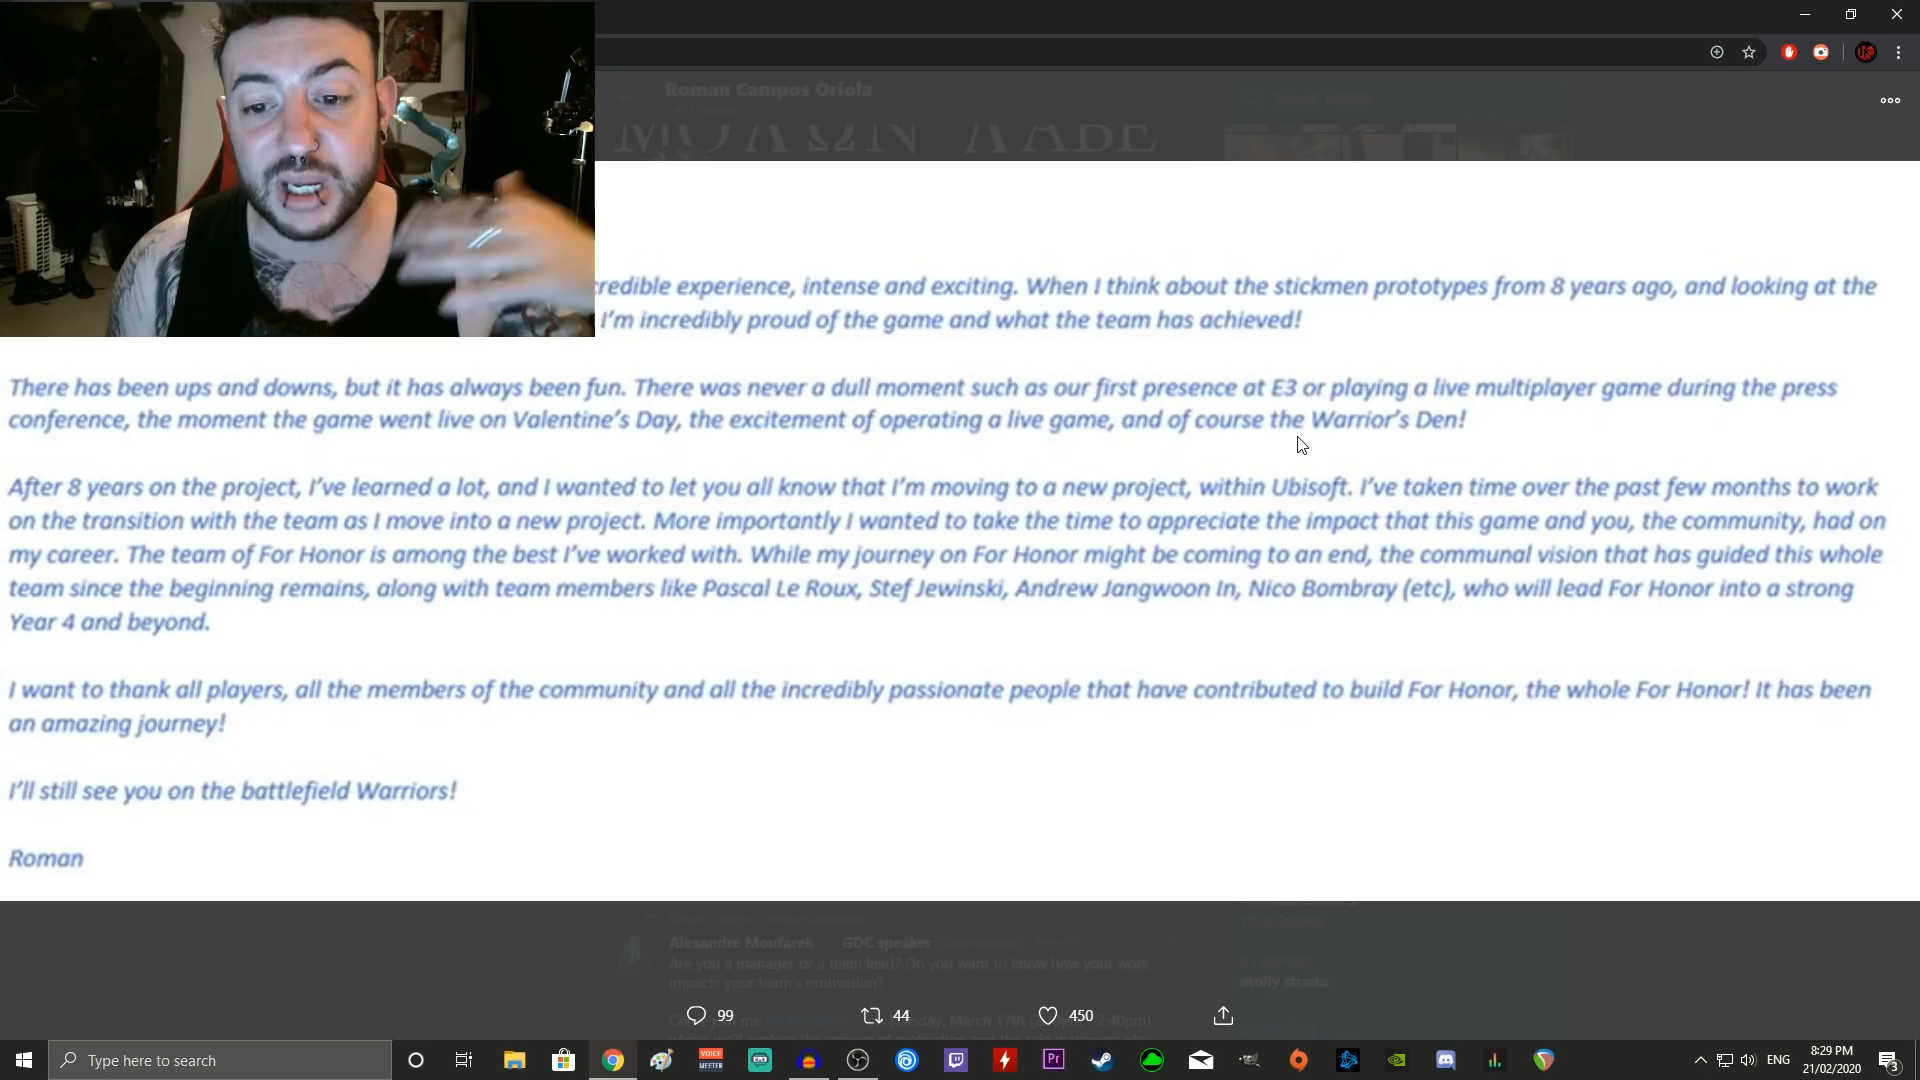 Roman Campos Oriola
ΜΟΛΩΝ ΛΑΒΕ
credible experience, intense and exciting. When I think about the stickmen prototypes from 8 years ago, and looking at the
I'm incredibly proud of the game and what the team has achieved!
There has been ups and downs, but it has always been fun. There was never a dull moment such as our first presence at E3 or playing a live multiplayer game during the press
conference, the moment the game went live on Valentine's Day, the excitement of operating a live game, and of course the Warrior's Den!
After 8 years on the project, I've learned a lot, and I wanted to let you all know that I'm moving to a new project, within Ubisoft. I've taken time over the past few months to work
on the transition with the team as I move into a new project. More importantly I wanted to take the time to appreciate the impact that this game and you, the community, had on
my career. The team of For Honor is among the best I've worked with. While my journey on For Honor might be coming to an end, the communal vision that has guided this whole
team since the beginning remains, along with team members like Pascal Le Roux, Stef Jewinski, Andrew Jangwoon In, Nico Bombray (etc), who will lead For Honor into a strong
Year 4 and beyond.
I want to thank all players, all the members of the community and all the incredibly passionate people that have contributed to build For Honor, the whole For Honor! It has been
an amazing journey!
I'll still see you on the battlefield Warriors!
Roman
Alexandre Moufarek GDC speaker
Are you a manager or a team lead? Do you want to know how your work
impacts your team's motivation?
molly strano
99 44 450
Tuesday, March 17th
Type here to search
VOICE
MEETER
Pr
ENG
8:29 PM
21/02/2020
3